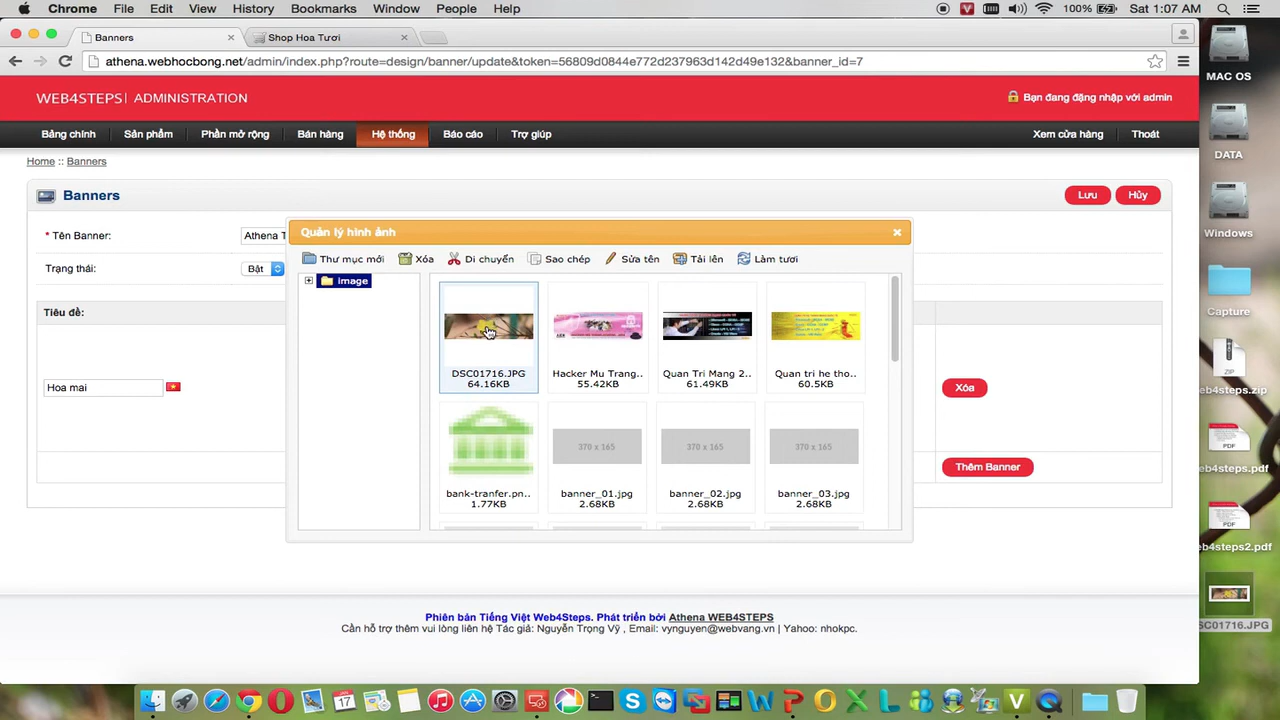 Chrome File Edit View History Bookmarks Window People Help 100% Sat 1:07 AM
Banners Shop Hoa Tươi
athena.webhocbong.net/admin/index.php?route=design/banner/update&token=56809d0844e772d237963d142d49e132&banner_id=7
WEB4STEPS| ADMINISTRATION
Bạn đang đăng nhập với admin
Bảng chính Sản phẩm Phần mở rộng Bán hàng Hệ thống Báo cáo Trợ giúp Xem cửa hàng Thoát
Home :: Banners
Banners
Lưu Hủy
* Tên Banner: Athena T
Trạng thái: Bật
Tiêu đề:
Hoa mai
Xóa
Thêm Banner
Quản lý hình ảnh
Thư mục mới Xóa Di chuyển Sao chép Sửa tên Tải lên Làm tươi
Image
DSC01716.JPG Hacker Mu Trang.. Quan Tri Mang 2.. Quan tri he tho..
64.16KB 55.42KB 61.49KB 60.5KB
370 x 165 370 x 165 370 x 165
bank-tranfer.pn.. banner_01.jpg banner_02.jpg banner_03.jpg
1.77KB 2.68KB 2.68KB 2.68KB
Phiên bản Tiếng Việt Web4Steps. Phát triển bởi Athena WEB4STEPS
Cần hỗ trợ thêm vui lòng liên hệ Tác giả: Nguyễn Trọng Vỹ , Email: vynguyen@webvang.vn | Yahoo: nhokpc.
MAC OS
DATA
Windows
Capture
ZIP
eb4steps.zip
PDF
eb4steps.pdf
PDF
eb4steps2.pdf
SC01716.JPG
17